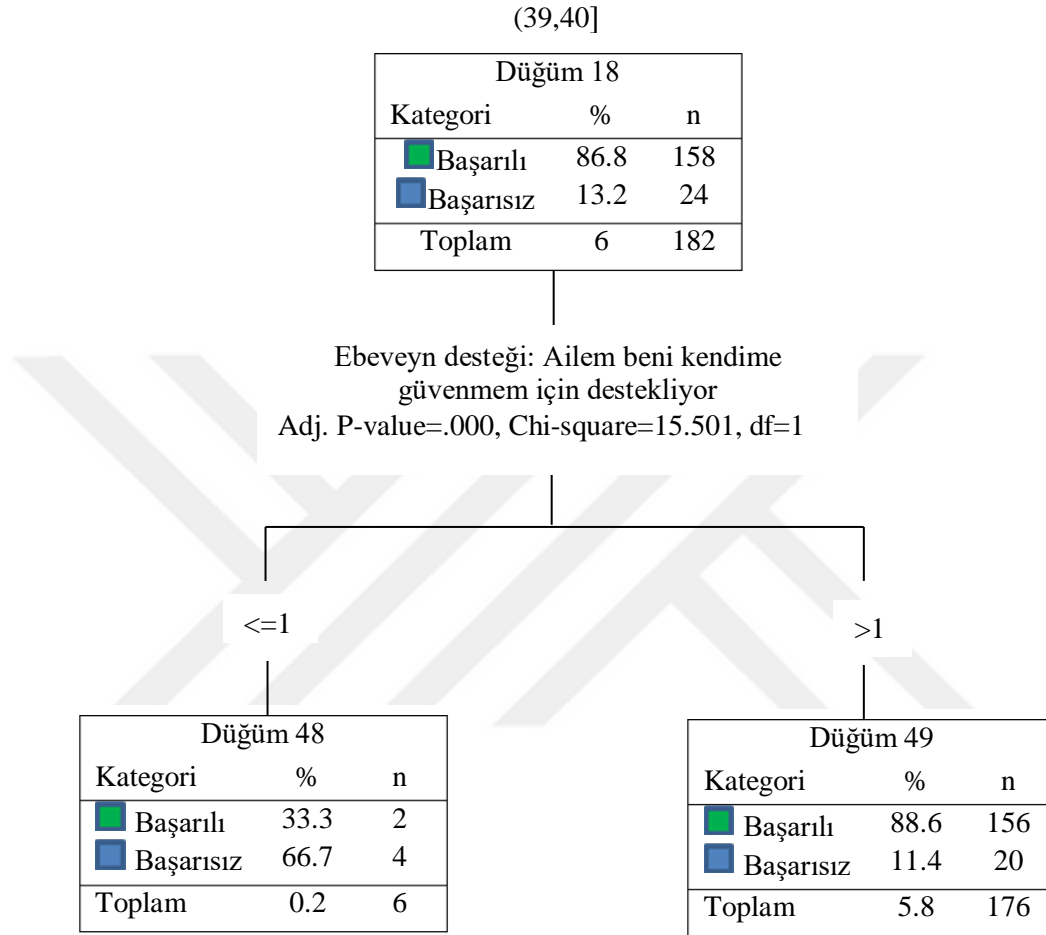 (39,40]
Düğüm 18
Kategori % n
Başarılı 86.8 158
Başarısız 13.2 24
Toplam 6 182
Ebeveyn desteği: Ailem beni kendime
güvenmem için destekliyor
Adj. P-value=.000, Chi-square=15.501, df=1
<=1
>1
Düğüm 48
Kategori % n
Başarılı 33.3 2
Başarısız 66.7 4
Toplam 0.2 6
Düğüm 49
Kategori % n
Başarılı 88.6 156
Başarısız 11.4 20
Toplam 5.8 176